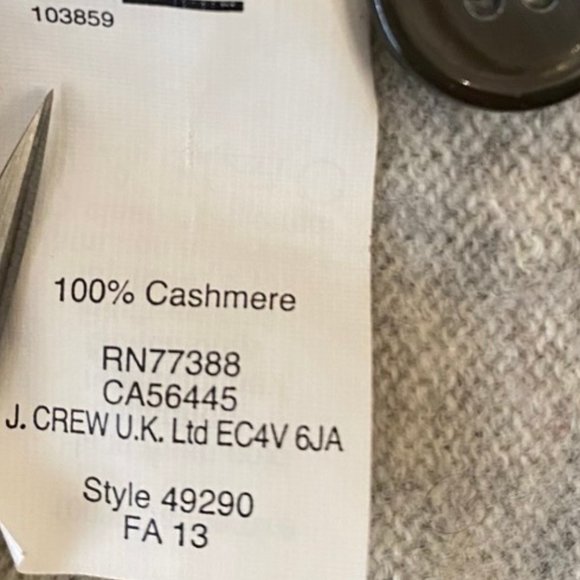 103859
100% Cashmere
RN77388
CA56445
J. CREW U.K. Ltd EC4V 6JA
Style 49290
FA 13